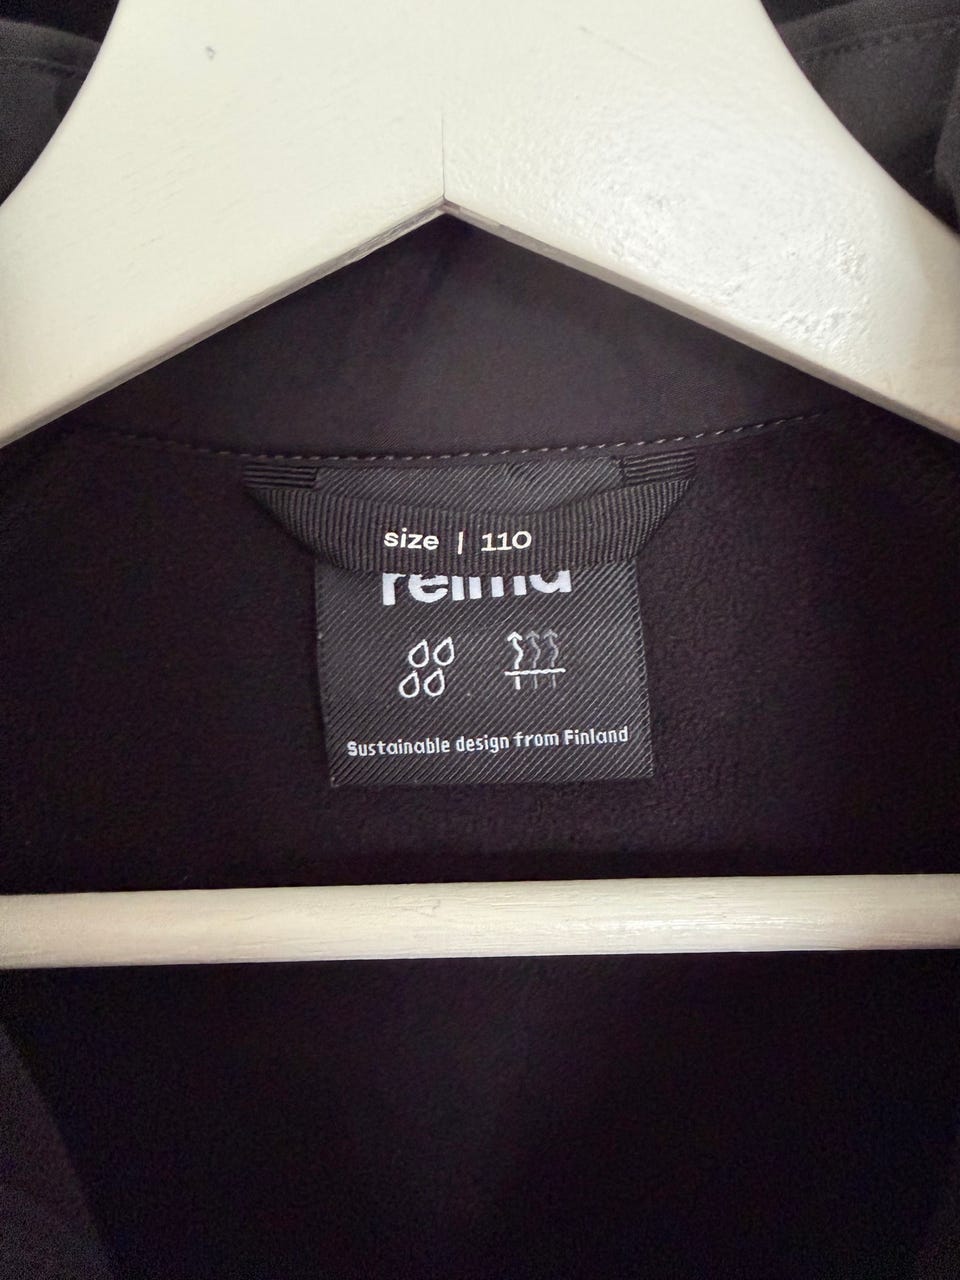 size | 110
reima
Sustainable design from Finland